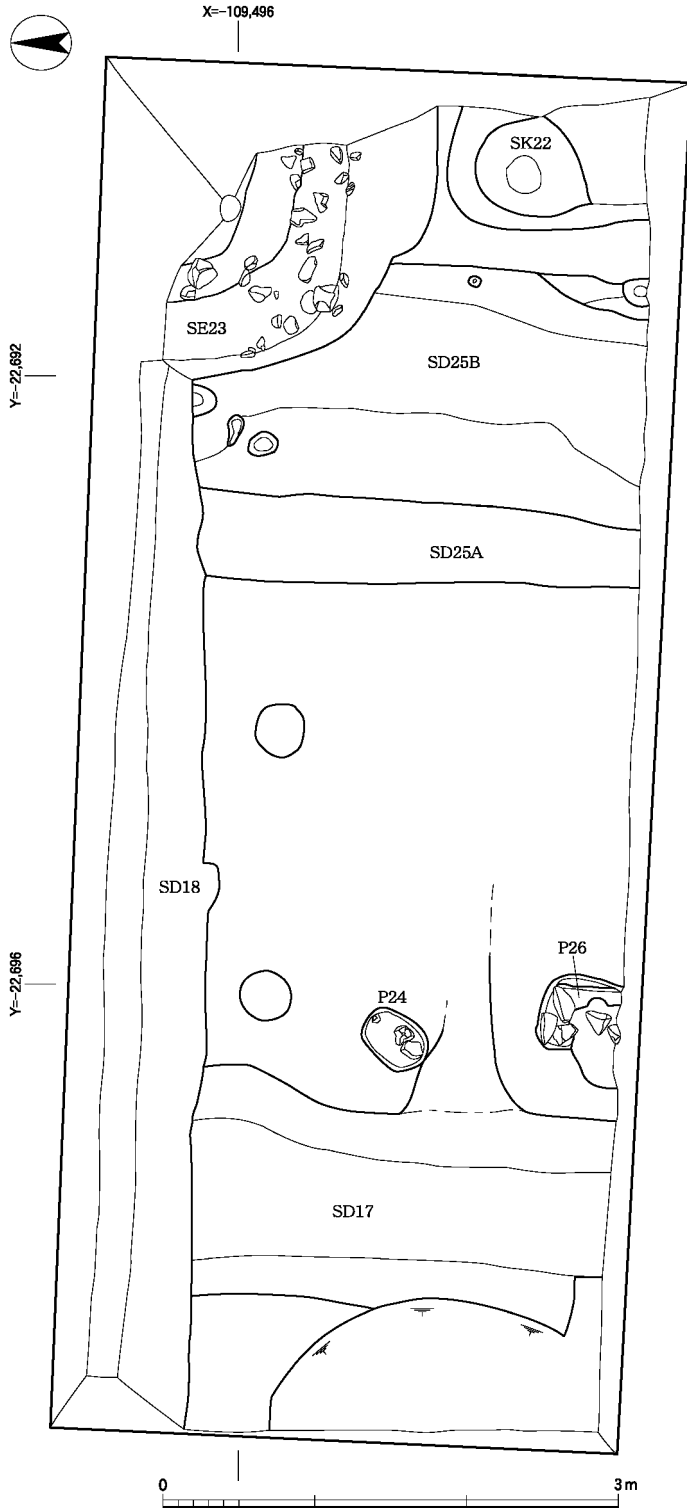 X=-109,496
SK22
SE23
Y=-22,692
SD25B
SD25A
SD18
P26
Y=-22,696
P24
SD17
0
3m